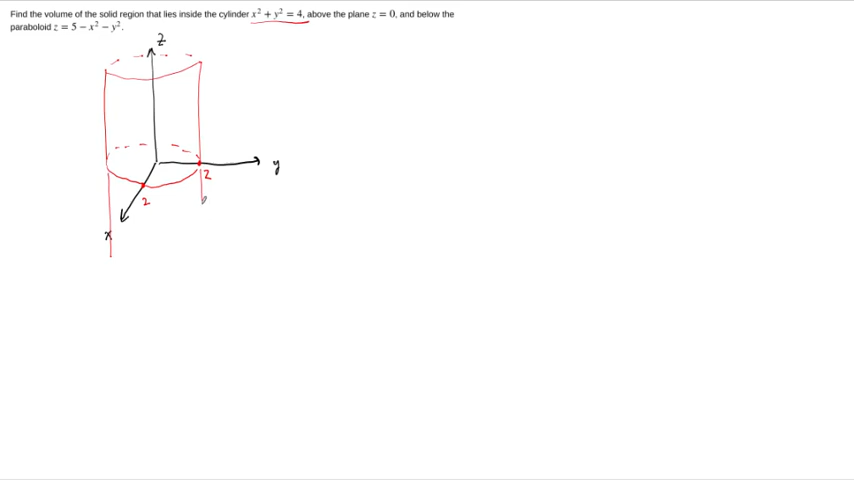 Find the volume of the solid region that lies inside the cylinder x² + y² = 4, above the plane z = 0, and below the
paraboloid z = 5 − x² − y².
z
y
2
2
x